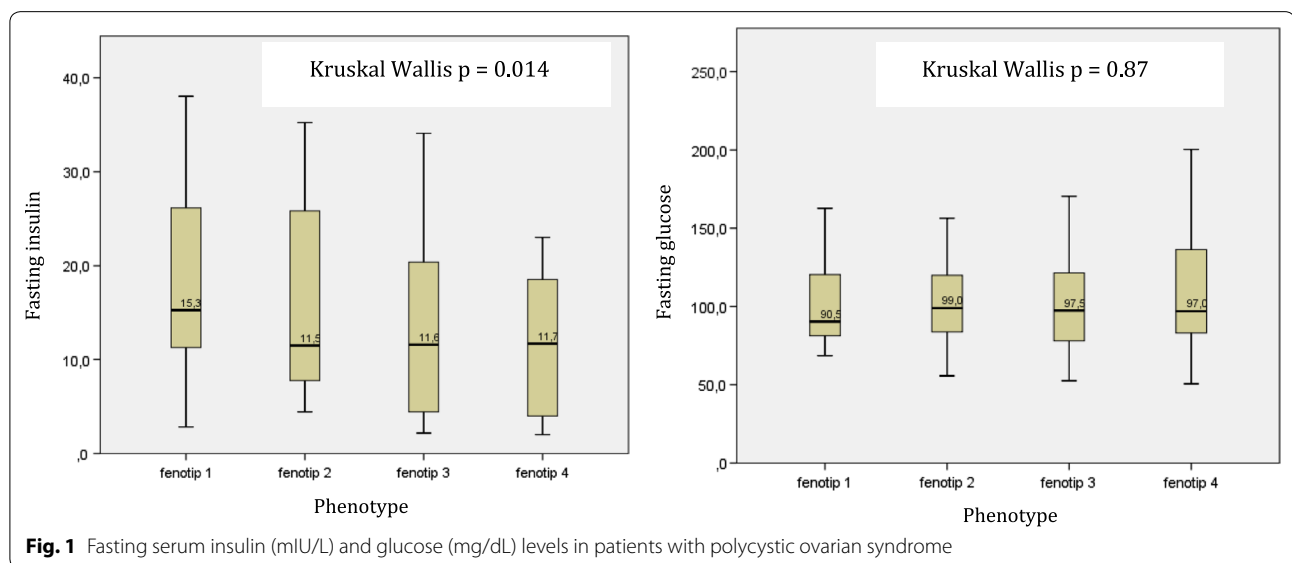 Kruskal Wallis p = 0.014
40,0
30,0
20,0
10,0
,0
Fasting insulin
15,3
11,5
11,6
11,7
fenotip 1 fenotip 2 fenotip 3 fenotip 4
Phenotype
Kruskal Wallis p = 0.87
250,0
200,0
150,0
100,0
50,0
,0
Fasting glucose
90,5
99,0
97,5
97,0
fenotip 1 fenotip 2 fenotip 3 fenotip 4
Phenotype
Fig. 1 Fasting serum insulin (mIU/L) and glucose (mg/dL) levels in patients with polycystic ovarian syndrome